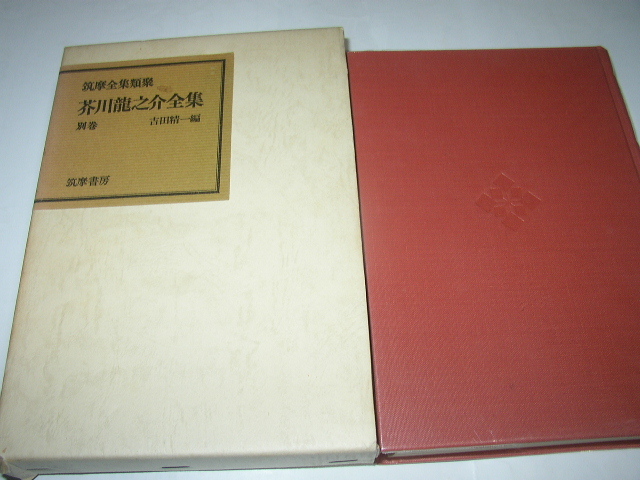 筑摩全集類聚
芥川龍之介全集
別巻 吉田精一編
筑摩書房